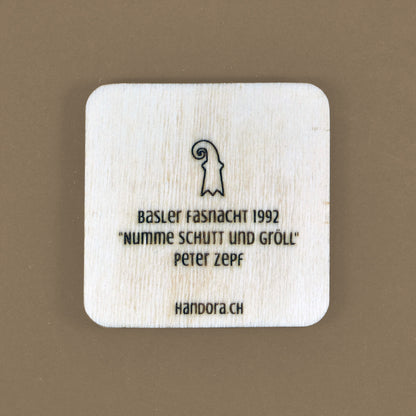 Basler Fasnacht 1992
"Numme Schutt und Gröll"
Peter Zepf
Handora.ch